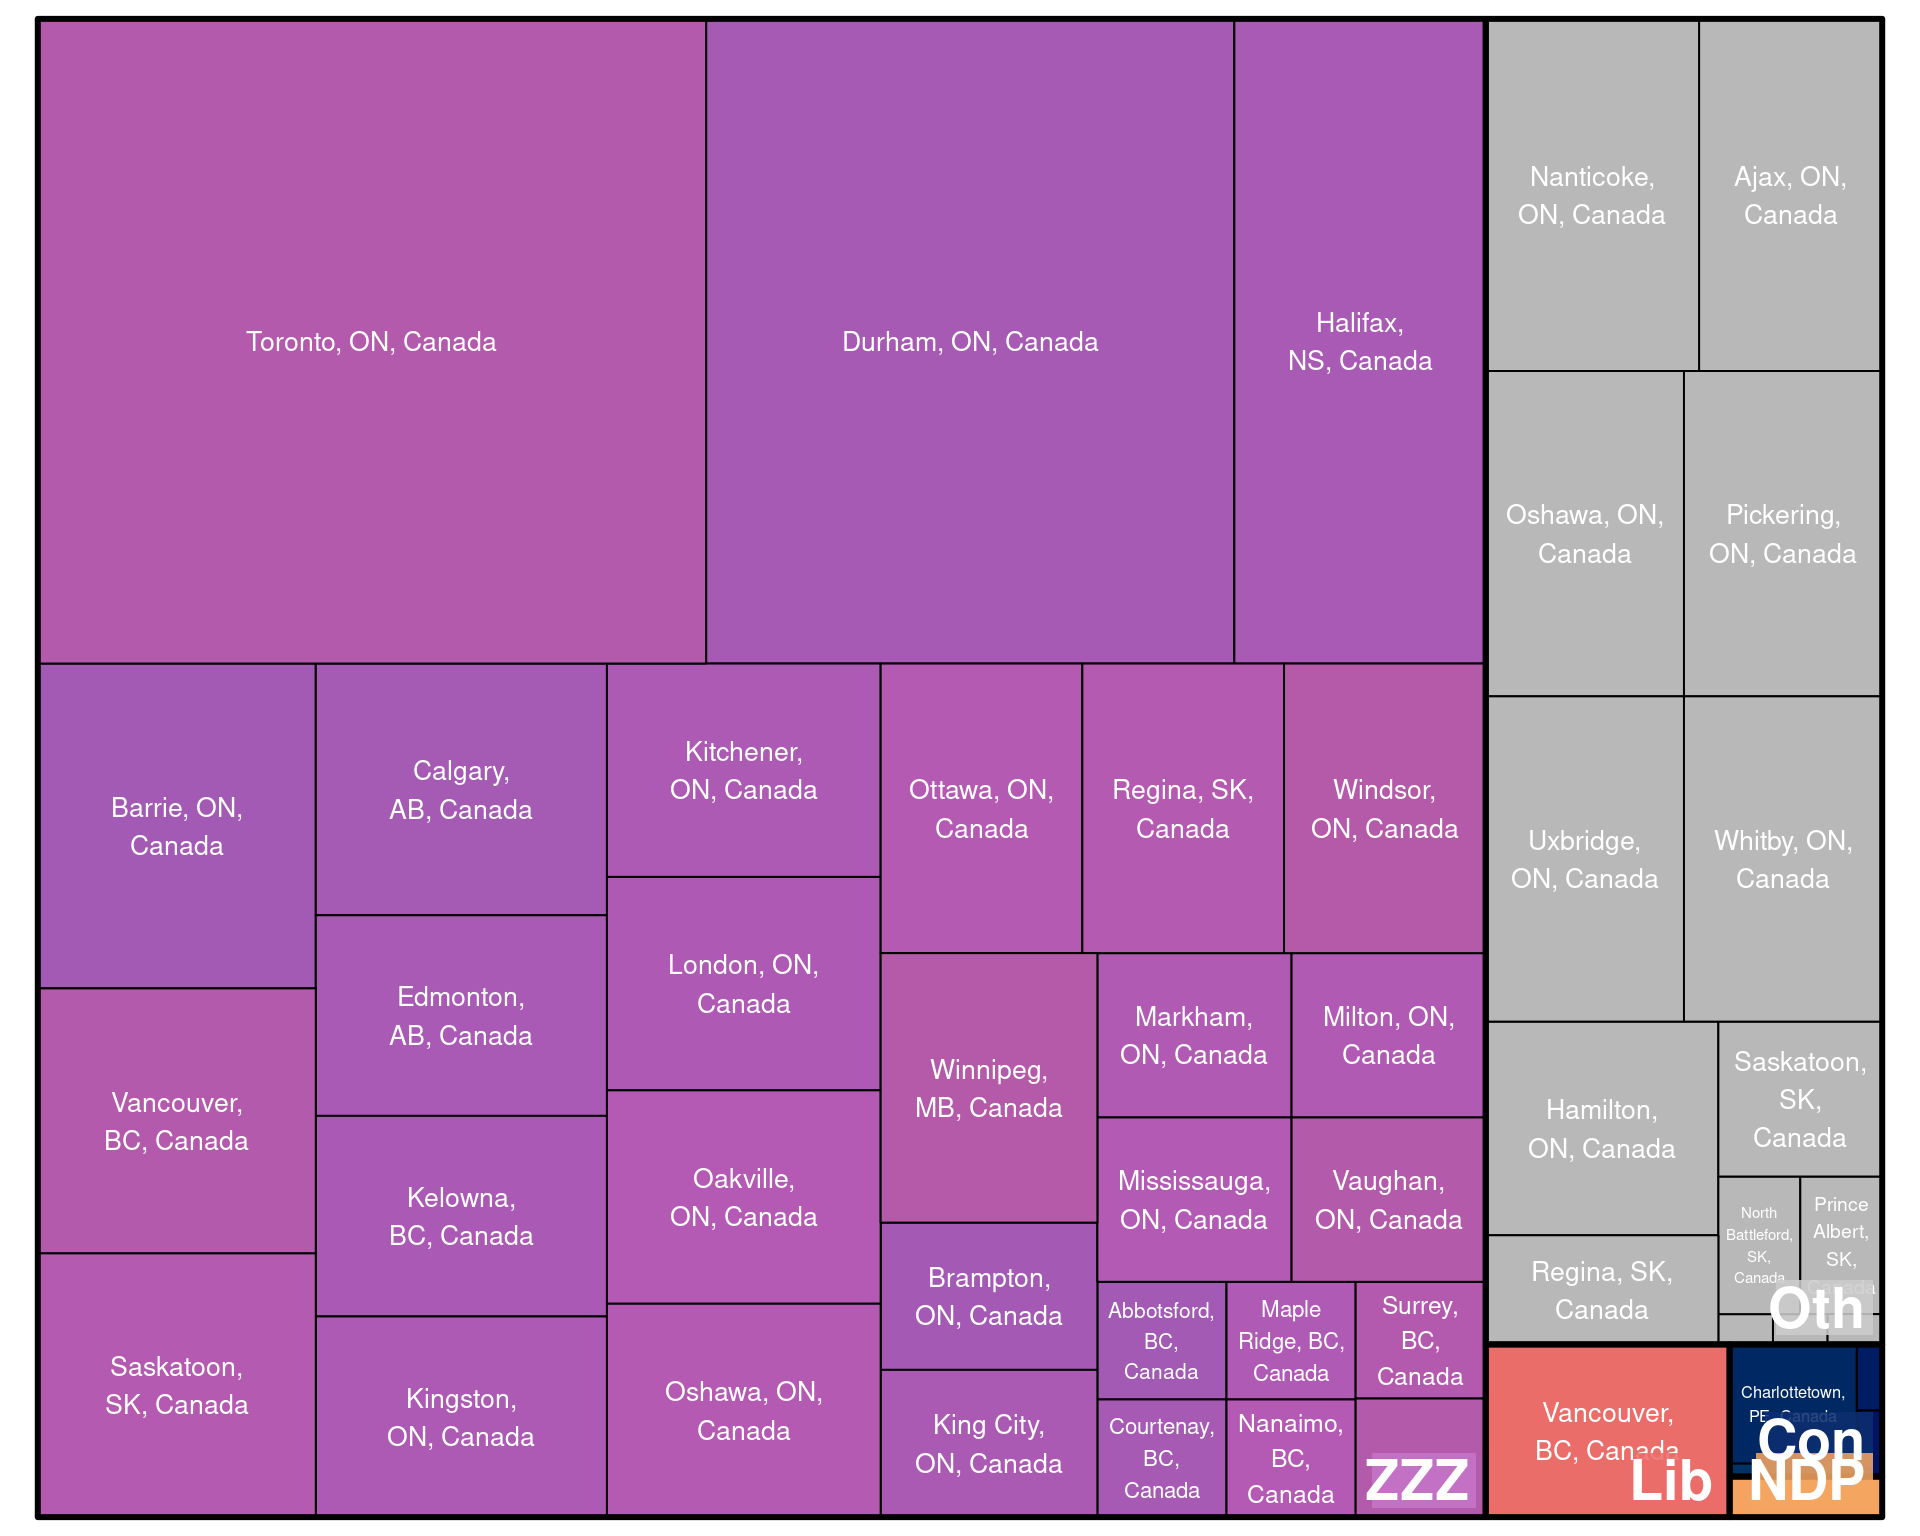 Toronto, ON, Canada
Durham, ON, Canada
Halifax,
NS, Canada
Barrie, ON,
Canada
Vancouver,
BC, Canada
Saskatoon,
SK, Canada
Calgary,
AB, Canada
Edmonton,
AB, Canada
Kelowna,
BC, Canada
Kingston,
ON, Canada
Kitchener,
ON, Canada
London, ON,
Canada
Oakville,
ON, Canada
Oshawa, ON,
Canada
Ottawa, ON,
Canada
Regina, SK,
Canada
Windsor,
ON, Canada
Winnipeg,
MB, Canada
Brampton,
ON, Canada
King City,
ON, Canada
Markham,
ON, Canada
Milton, ON,
Canada
Mississauga,
ON, Canada
Vaughan,
ON, Canada
Abbotsford,
BC,
Canada
Maple
Ridge, BC,
Canada
Surrey,
BC,
Canada
Courtenay,
BC,
Canada
Nanaimo,
BC,
Canada
ZZZ
Nanticoke,
ON, Canada
Ajax, ON,
Canada
Oshawa, ON,
Canada
Pickering,
ON, Canada
Uxbridge,
ON, Canada
Whitby, ON,
Canada
Hamilton,
ON, Canada
Saskatoon,
SK,
Canada
Regina, SK,
Canada
North
Battleford,
SK,
Canada
Prince
Albert,
SK,
Canada
Oth
Vancouver,
BC, Canada
Lib
Charlottetown,
PE, Canada
Con
NDP